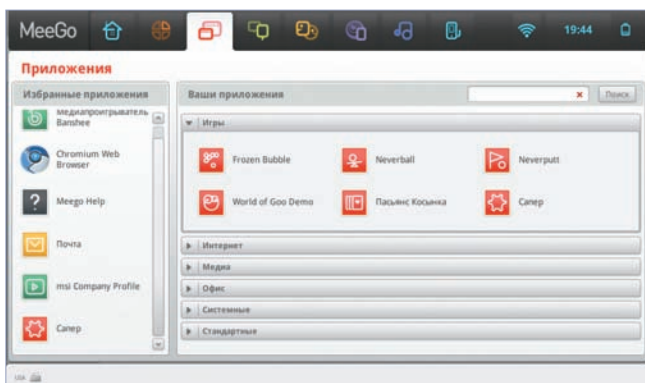 MeeGo
19:44
Приложения
Избранные приложения
Медиапроигрыватель
Banshee
Chromium Web
Browser
Meego Help
Почта
msi Company Profile
Сапер
Ваши приложения
Поиск
Игры
Frozen Bubble
Neverball
Neverputt
World of Goo Demo
Пасьянс Косынка
Сапер
Интернет
Медиа
Офис
Системные
Стандартные
USB